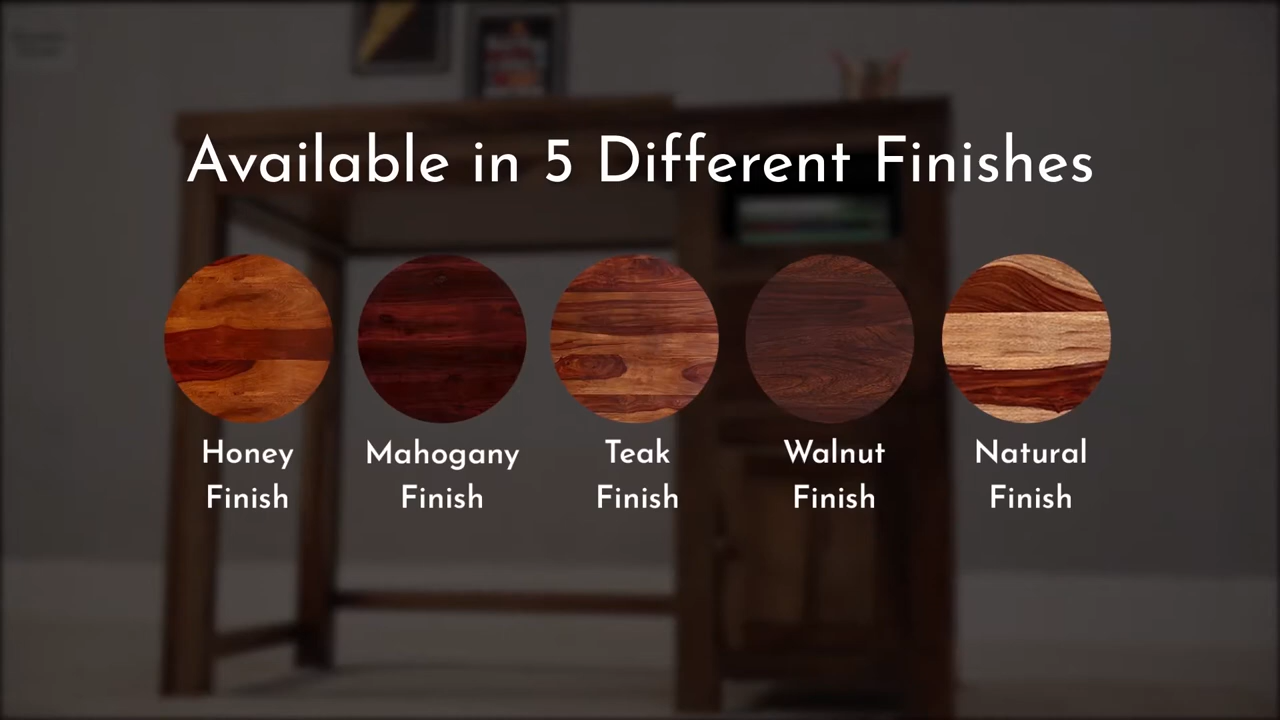 Available in 5 Different Finishes
Honey Finish
Mahogany Finish
Teak Finish
Walnut Finish
Natural Finish